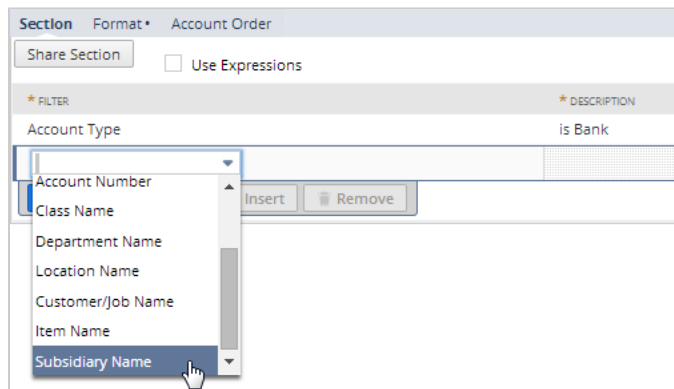 Section Format • Account Order
Share Section
Use Expressions
* FILTER * DESCRIPTION
Account Type is Bank
Account Number
Class Name
Insert Remove
Department Name
Location Name
Customer/Job Name
Item Name
Subsidiary Name